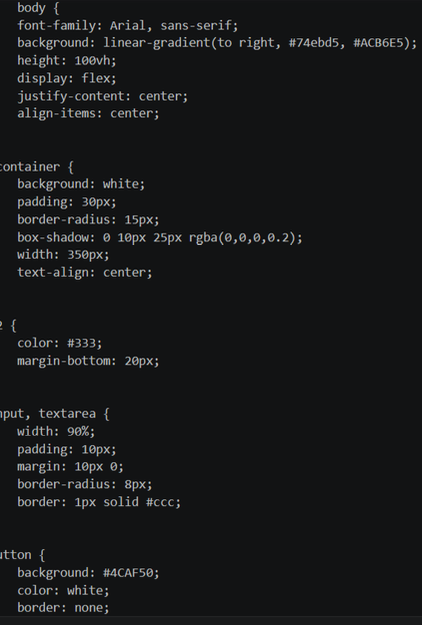 body {
font-family: Arial, sans-serif;
background: linear-gradient(to right, #74ebd5, #ACB6E5);
height: 100vh;
display: flex;
justify-content: center;
align-items: center;
container {
background: white;
padding: 30px;
border-radius: 15px;
box-shadow: 0 10px 25px rgba(0,0,0,0.2);
width: 350px;
text-align: center;
2 {
color: #333;
margin-bottom: 20px;
nput, textarea {
width: 90%;
padding: 10px;
margin: 10px 0;
border-radius: 8px;
border: 1px solid #ccc;
utton {
background: #4CAF50;
color: white;
border: none;